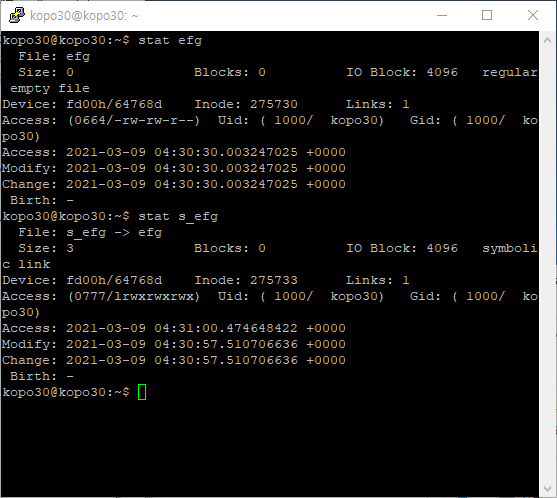 kopo30@kopo30: ~
kopo30@kopo30:~$ stat efg
  File: efg
  Size: 0               Blocks: 0          IO Block: 4096   regular
 empty file
Device: fd00h/64768d    Inode: 275730      Links: 1
Access: (0664/-rw-rw-r--)  Uid: ( 1000/  kopo30)   Gid: ( 1000/  ko
po30)
Access: 2021-03-09 04:30:30.003247025 +0000
Modify: 2021-03-09 04:30:30.003247025 +0000
Change: 2021-03-09 04:30:30.003247025 +0000
 Birth: -
kopo30@kopo30:~$ stat s_efg
  File: s_efg -> efg
  Size: 3               Blocks: 0          IO Block: 4096   symboli
c link
Device: fd00h/64768d    Inode: 275733      Links: 1
Access: (0777/lrwxrwxrwx)  Uid: ( 1000/  kopo30)   Gid: ( 1000/  ko
po30)
Access: 2021-03-09 04:31:00.474648422 +0000
Modify: 2021-03-09 04:30:57.510706636 +0000
Change: 2021-03-09 04:30:57.510706636 +0000
 Birth: -
kopo30@kopo30:~$